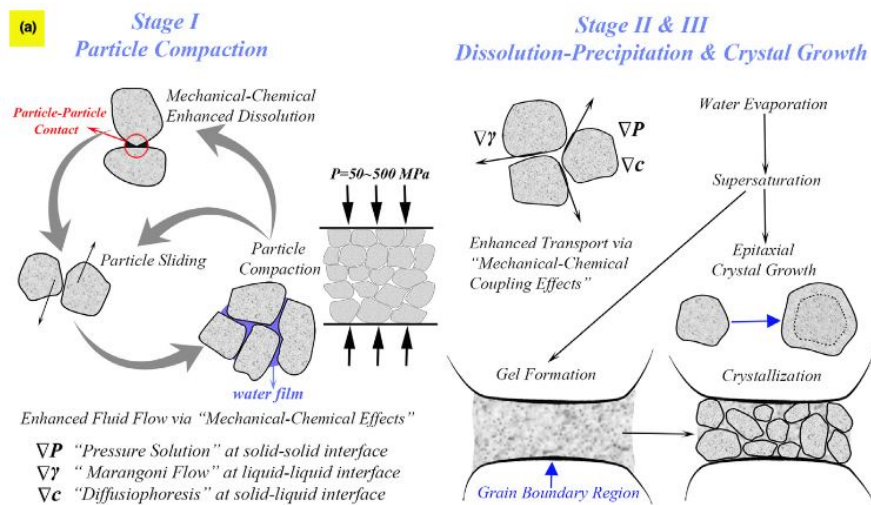 (a)
Stage I
Particle Compaction
Mechanical-Chemical
Enhanced Dissolution
Particle-Particle
Contact
P=50~500 MPa
Particle Sliding
Particle
Compaction
water film
Enhanced Fluid Flow via “Mechanical-Chemical Effects”
∇P “Pressure Solution” at solid-solid interface
∇γ “Marangoni Flow” at liquid-liquid interface
∇c “Diffusiophoresis” at solid-liquid interface
Stage II & III
Dissolution-Precipitation & Crystal Growth
∇γ
∇P
∇c
Enhanced Transport via
“Mechanical-Chemical
Coupling Effects”
Water Evaporation
Supersaturation
Epitaxial
Crystal Growth
Gel Formation
Crystallization
Grain Boundary Region